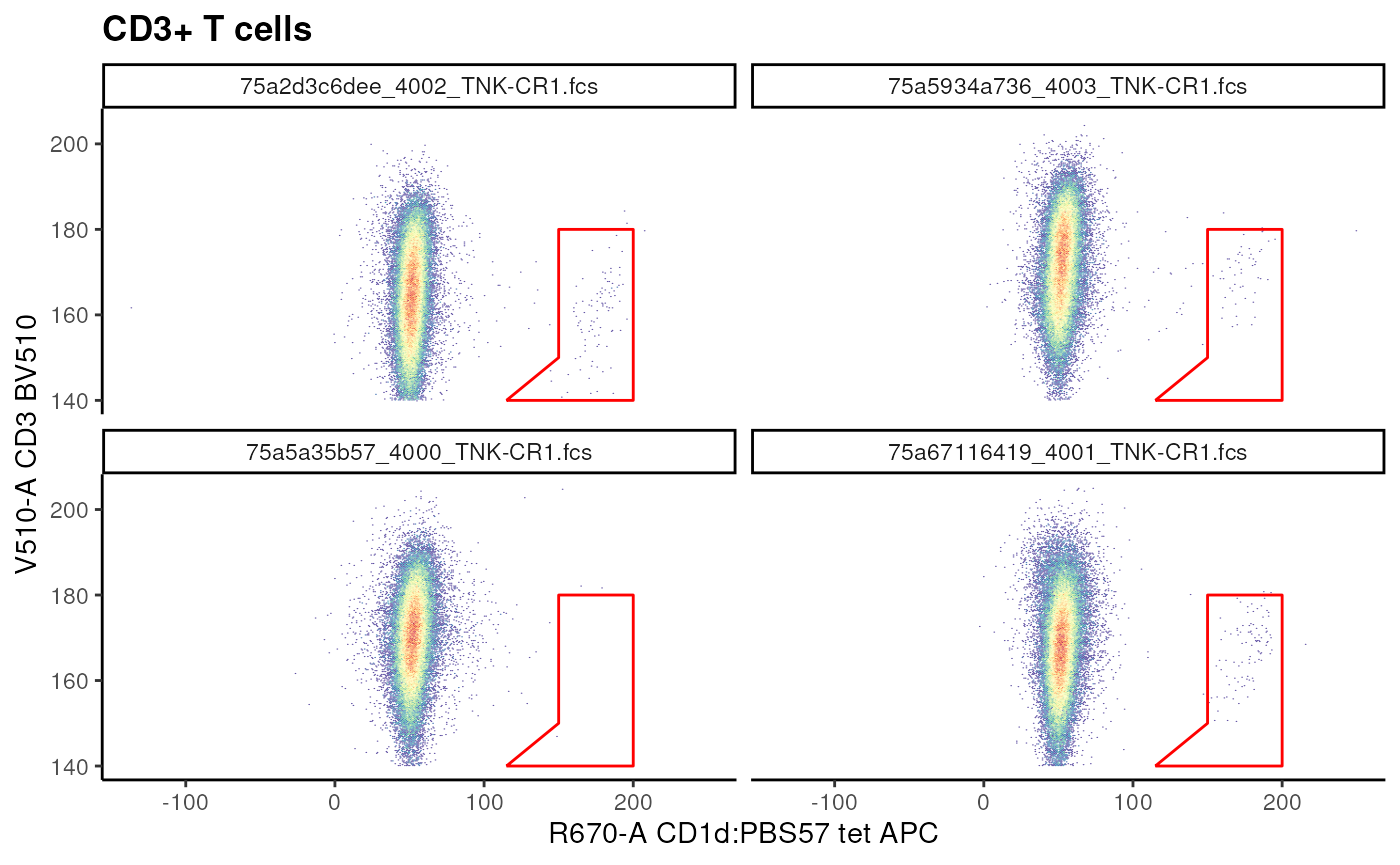 CD3+ T cells
75a2d3c6dee_4002_TNK-CR1.fcs
75a5934a736_4003_TNK-CR1.fcs
200
180
160
140
75a5a35b57_4000_TNK-CR1.fcs
75a67116419_4001_TNK-CR1.fcs
200
180
160
140
V510-A CD3 BV510
-100 0 100 200
-100 0 100 200
R670-A CD1d:PBS57 tet APC